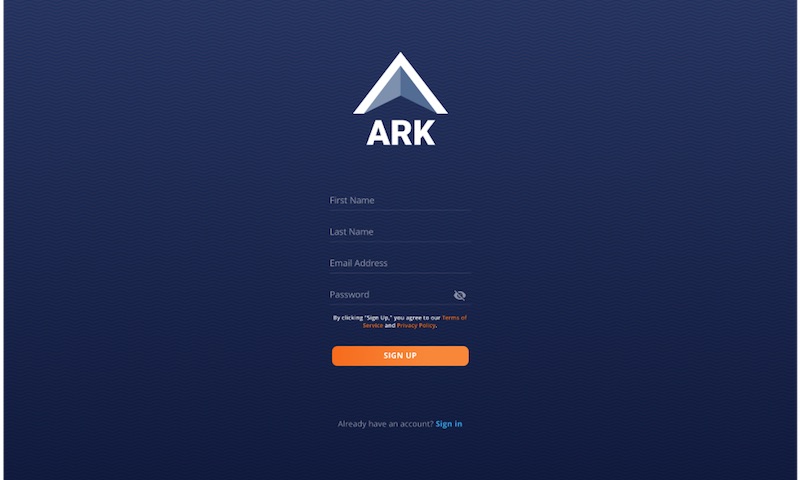 ARK
First Name
Last Name
Email Address
Password
By clicking "Sign Up," you agree to our Terms of
Service and Privacy Policy.
SIGN UP
Already have an account? Sign in